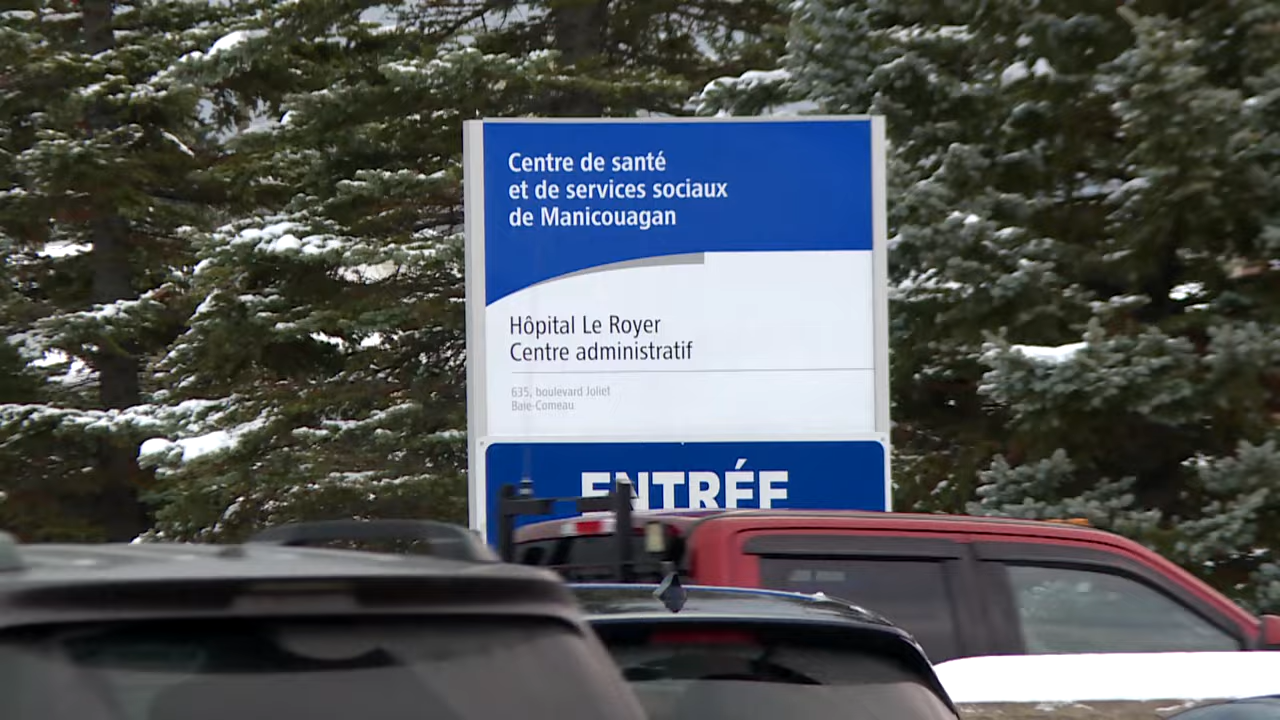 Centre de santé
et de services sociaux
de Manicouagan
Hôpital Le Royer
Centre administratif
635, boulevard Joliet
Baie-Comeau
ENTRÉE